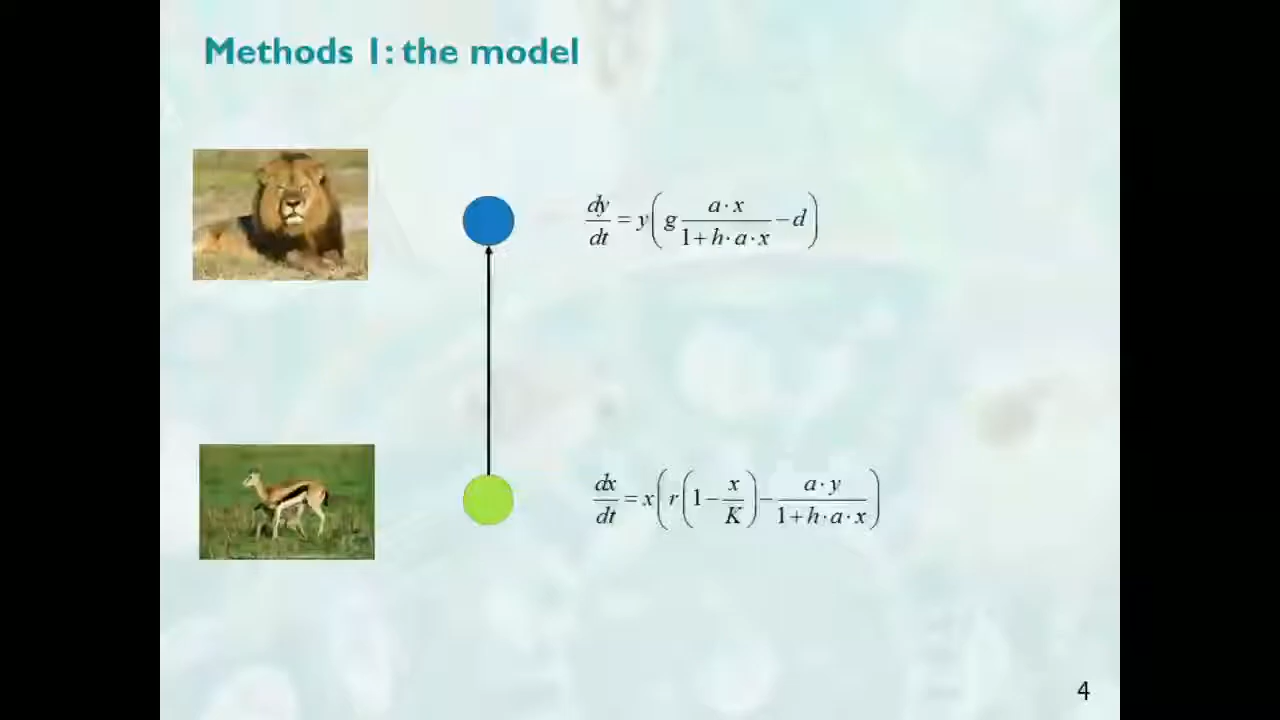 Methods 1: the model
dy/dt = y(g a·x/(1+h·a·x) − d)
dx/dt = x(r(1 − x/K) − a·y/(1+h·a·x))
4